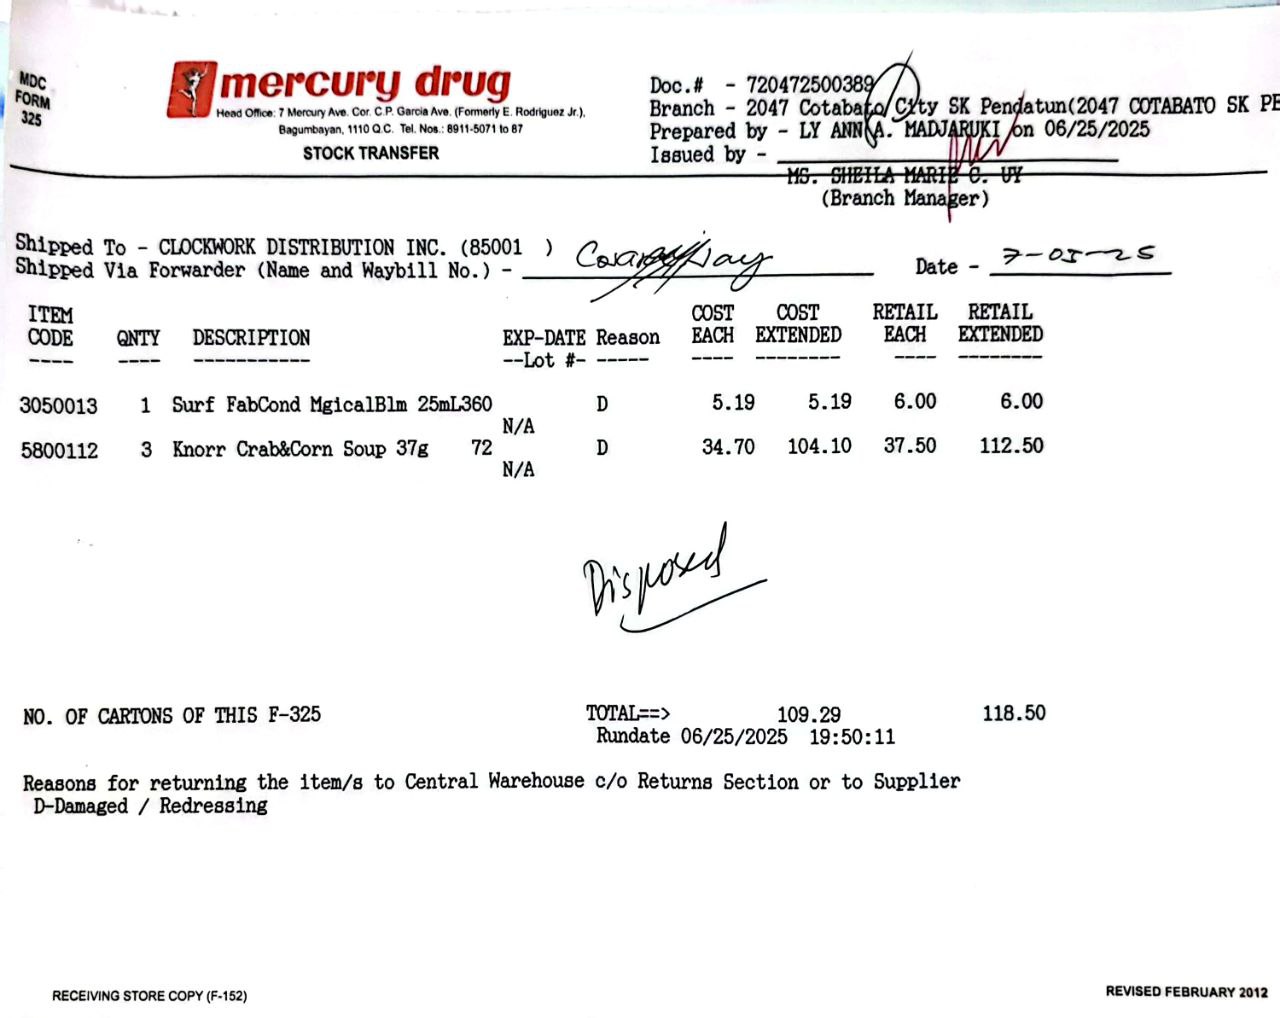 MDC
FORM
325
mercury drug
Head Office: 7 Mercury Ave. Cor. C.P. Garcia Ave. (Formerly E. Rodriguez Jr.),
Bagumbayan, 1110 Q.C. Tel. Nos.: 8911-5071 to 87
STOCK TRANSFER
Doc.# - 720472500389
Branch - 2047 Cotabato City SK Pendatun(2047 COTABATO SK PE
Prepared by - LY ANN A. MADJARUKI on 06/25/2025
Issued by -
MS. SHEILA MARIE C. UY
(Branch Manager)
Shipped To - CLOCKWORK DISTRIBUTION INC. (85001 )
Shipped Via Forwarder (Name and Waybill No.) -
Date - 7-05-25
ITEM CODE QNTY DESCRIPTION EXP-DATE --Lot #- Reason COST EACH COST EXTENDED RETAIL EACH RETAIL EXTENDED
3050013 1 Surf FabCond MgicalBlm 25mL360 D 5.19 5.19 6.00 6.00
N/A
5800112 3 Knorr Crab&Corn Soup 37g 72 D 34.70 104.10 37.50 112.50
N/A
Disposed
NO. OF CARTONS OF THIS F-325 TOTAL==> 109.29 118.50
Rundate 06/25/2025 19:50:11
Reasons for returning the item/s to Central Warehouse c/o Returns Section or to Supplier
D-Damaged / Redressing
RECEIVING STORE COPY (F-152)
REVISED FEBRUARY 2012